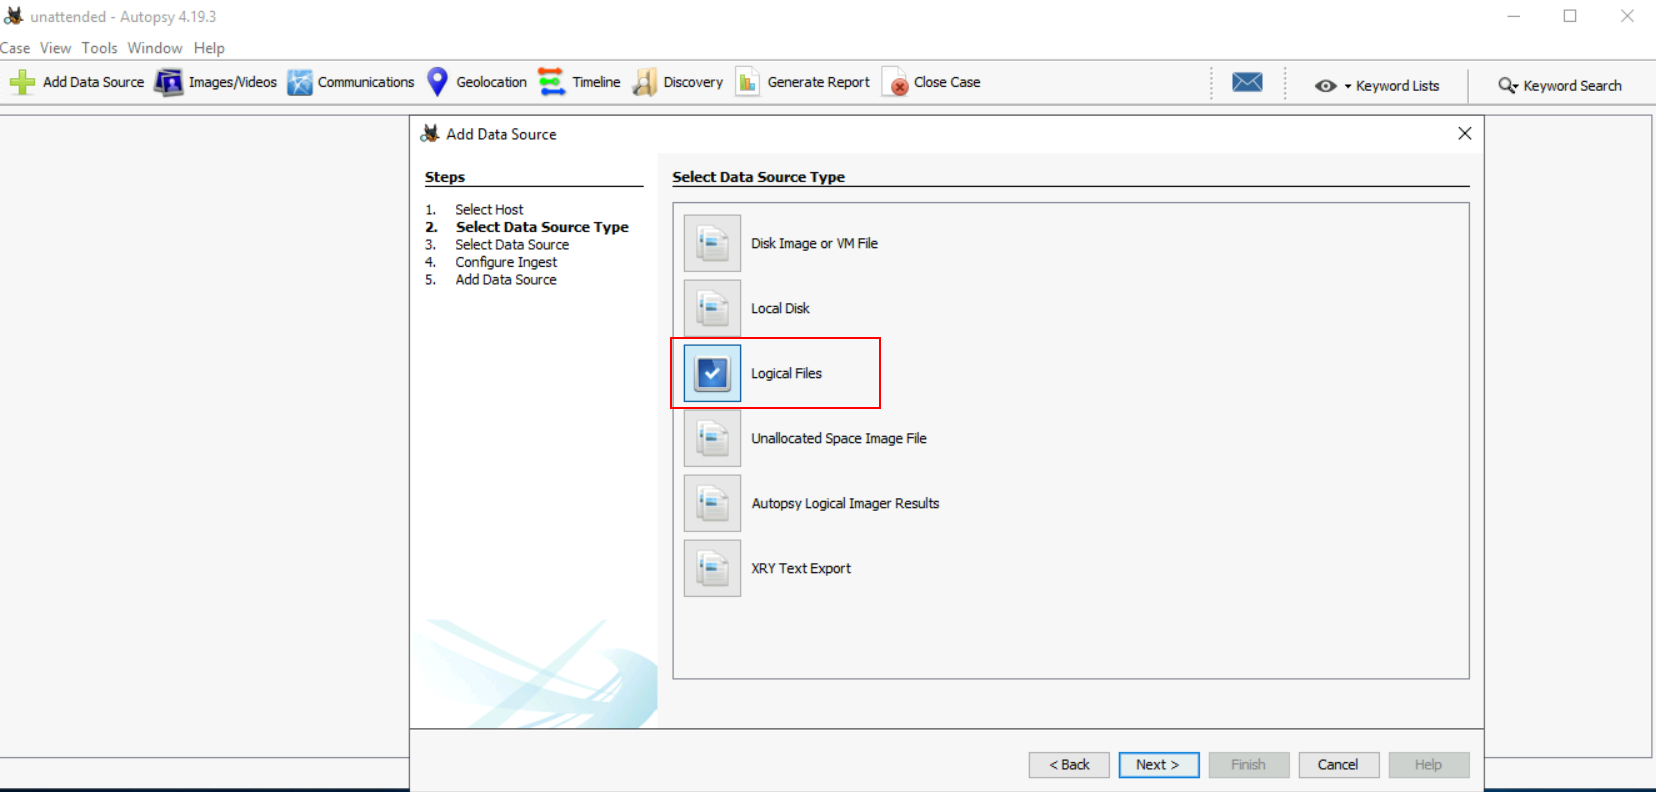 unattended - Autopsy 4.19.3
Case View Tools Window Help
Add Data Source Images/Videos Communications Geolocation Timeline Discovery Generate Report Close Case Keyword Lists Keyword Search
Add Data Source
Steps
1. Select Host
2. Select Data Source Type
3. Select Data Source
4. Configure Ingest
5. Add Data Source
Select Data Source Type
Disk Image or VM File
Local Disk
Logical Files
Unallocated Space Image File
Autopsy Logical Imager Results
XRY Text Export
< Back Next > Finish Cancel Help